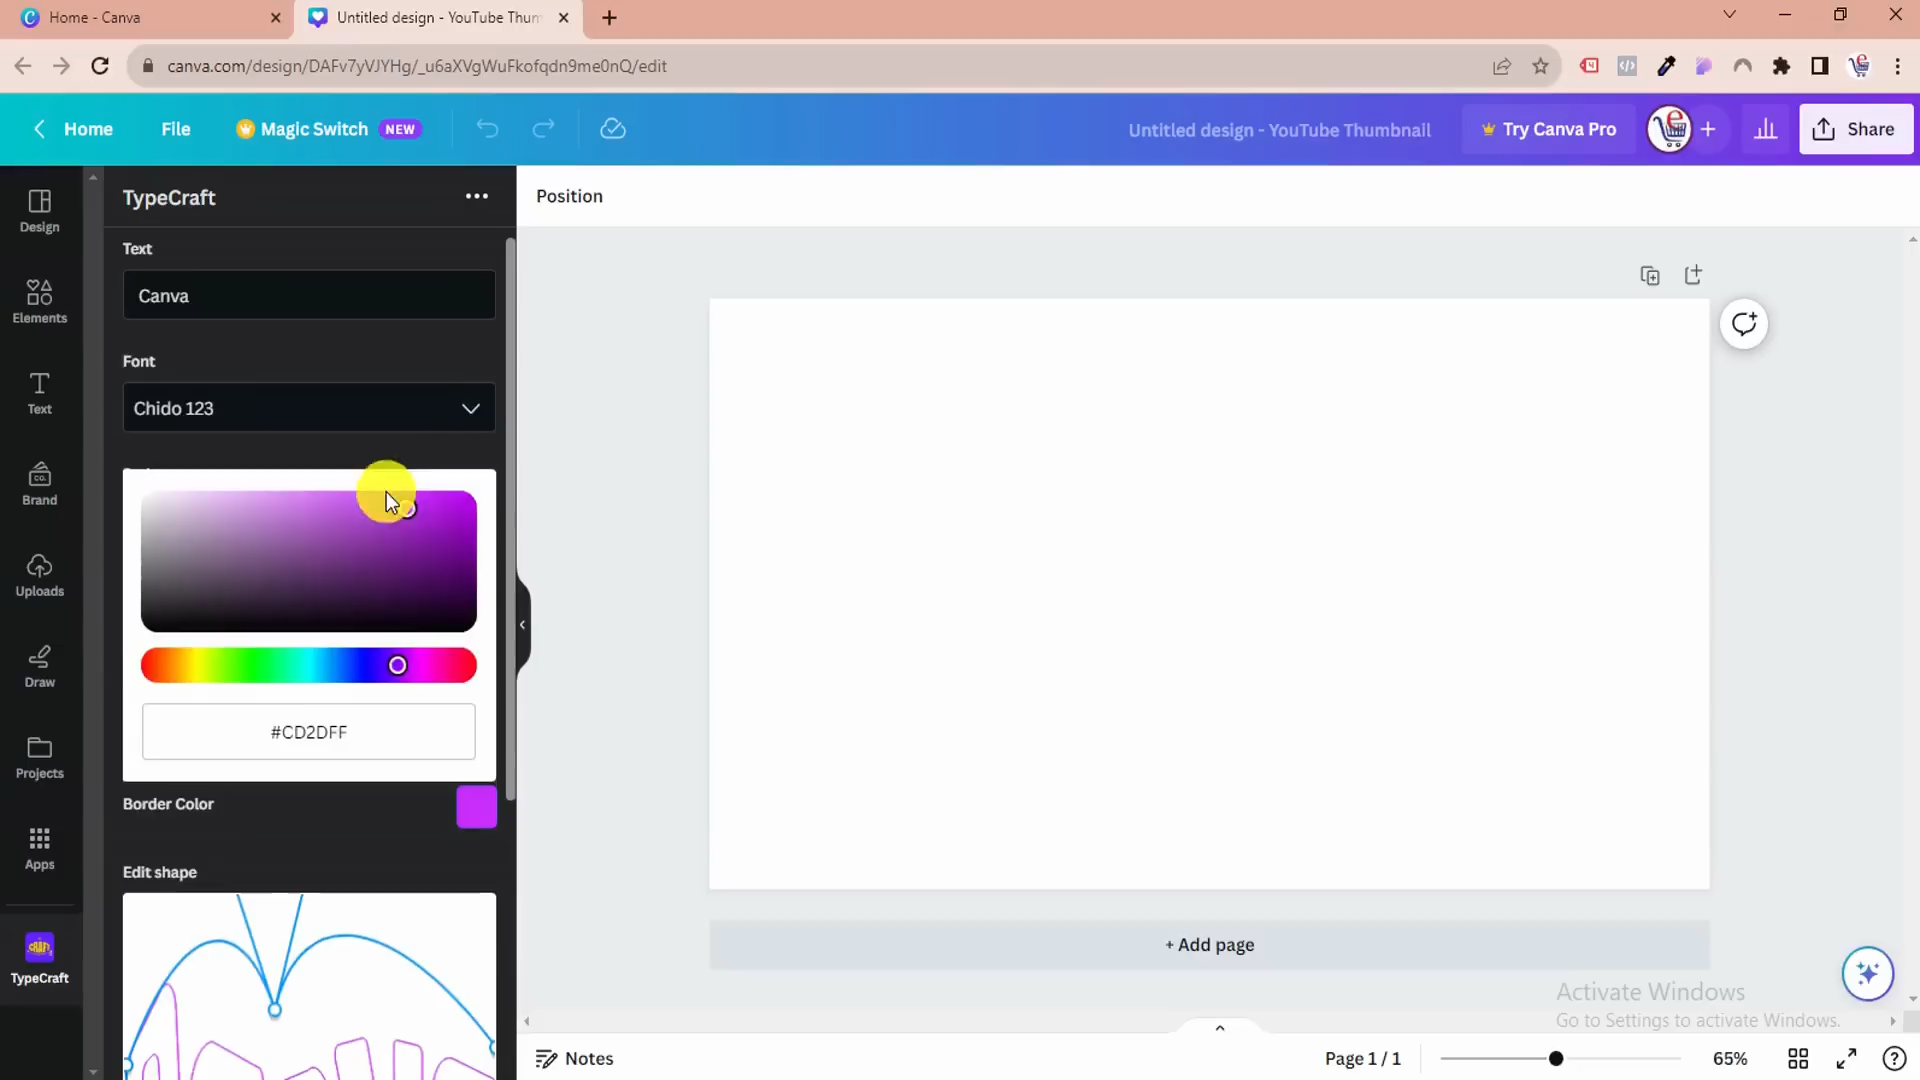 Home - Canva
Untitled design - YouTube Thum
canva.com/design/DAFv7yVJYHg/_u6aXVgWuFkofqdn9me0nQ/edit
Home
File
Magic Switch NEW
Untitled design - YouTube Thumbnail
Try Canva Pro
Share
Design
Elements
Text
Brand
CO.
Uploads
Draw
Projects
Apps
CRAFT
TypeCraft
TypeCraft
Text
Canva
Font
Chido 123
#CD2DFF
Border Color
Edit shape
Position
+ Add page
Activate Windows
Go to Settings to activate Windows.
Notes
Page 1 / 1
65%